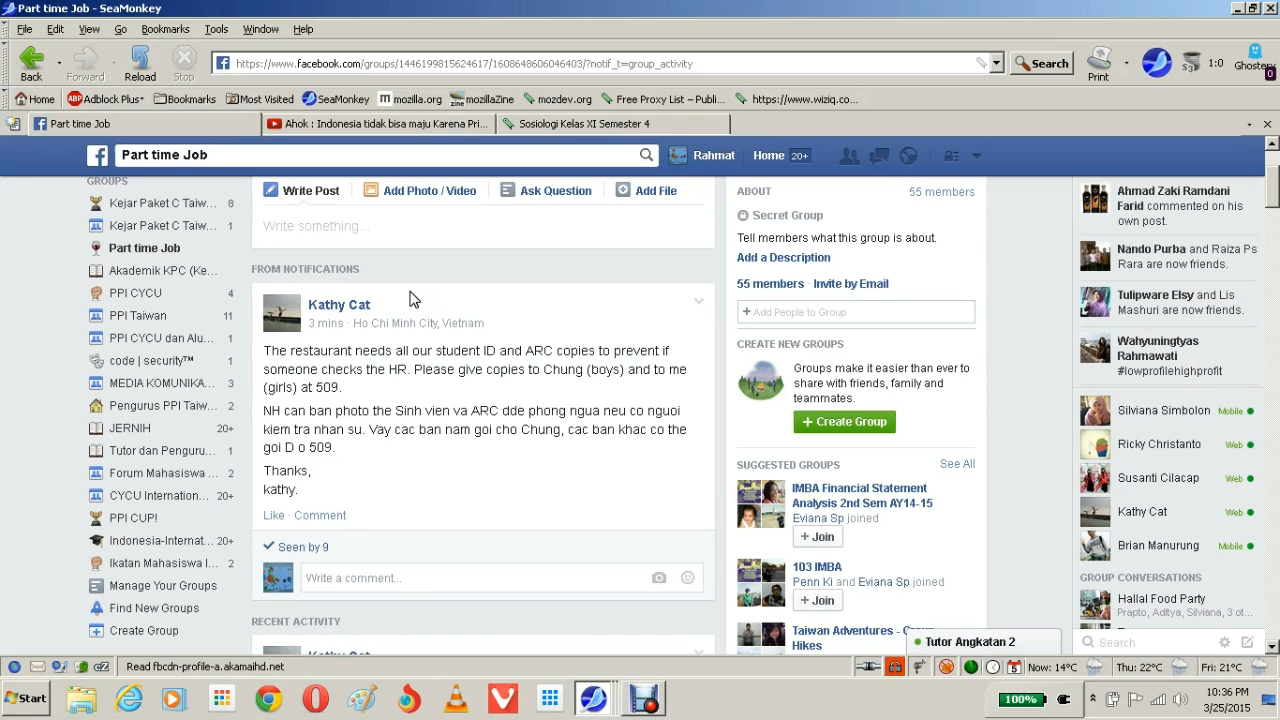 Part time Job - SeaMonkey
File Edit View Go Bookmarks Tools Window Help
Back Forward Reload Stop
https://www.facebook.com/groups/1446199815624617/1608648606046403/?notif_t=group_activity
Search Print 1:0 Ghostery 0
Home Adblock Plus Bookmarks Most Visited SeaMonkey mozilla.org mozillaZine mozdev.org Free Proxy List – Publi... https://www.wiziq.co...
Part time Job
Ahok : Indonesia tidak bisa maju Karena Pri...
Sosiologi Kelas XI Semester 4
Part time Job
Rahmat Home 20+
GROUPS
Kejar Paket C Taiw... 8
Kejar Paket C Taiw... 1
Part time Job
Akademik KPC (Ke...
PPI CYCU 4
PPI Taiwan 11
PPI CYCU dan Alu... 1
code | security™ 1
MEDIA KOMUNIKA... 3
Pengurus PPI Taiw... 2
JERNIH 20+
Tutor dan Penguru... 1
Forum Mahasiswa ... 2
CYCU Internation... 20+
PPI CUP!
Indonesia-Internat... 20+
Ikatan Mahasiswa I... 2
Manage Your Groups
Find New Groups
Create Group
Write Post Add Photo / Video Ask Question Add File
Write something...
FROM NOTIFICATIONS
Kathy Cat
3 mins · Ho Chi Minh City, Vietnam
The restaurant needs all our student ID and ARC copies to prevent if
someone checks the HR. Please give copies to Chung (boys) and to me
(girls) at 509.
NH can ban photo the Sinh vien va ARC dde phong ngua neu co nguoi
kiem tra nhan su. Vay cac ban nam goi cho Chung, cac ban khac co the
goi D o 509.
Thanks,
kathy.
Like · Comment
Seen by 9
Write a comment...
RECENT ACTIVITY
Kathy Cat
ABOUT 55 members
Secret Group
Tell members what this group is about.
Add a Description
55 members · Invite by Email
+ Add People to Group
CREATE NEW GROUPS
Groups make it easier than ever to
share with friends, family and
teammates.
+ Create Group
SUGGESTED GROUPS See All
IMBA Financial Statement
Analysis 2nd Sem AY14-15
Eviana Sp joined
+ Join
103 IMBA
Penn Ki and Eviana Sp joined
+ Join
Taiwan Adventures -
Hikes
Tutor Angkatan 2
Ahmad Zaki Ramdani
Farid commented on his
own post.
Nando Purba and Raiza Ps
Rara are now friends.
Tulipware Elsy and Lis
Mashuri are now friends.
Wahyuningtyas
Rahmawati
#lowprofilehighprofit
Silviana Simbolon Mobile
Ricky Christanto Web
Susanti Cilacap Web
Kathy Cat Web
Brian Manurung Mobile
GROUP CONVERSATIONS
Hallal Food Party
Prapto, Aditya, Silviana, 3 ot...
Search
Read fbcdn-profile-a.akamaihd.net
Now: 14°C Thu: 22°C Fri: 21°C
Start
100%
10:36 PM
3/25/2015